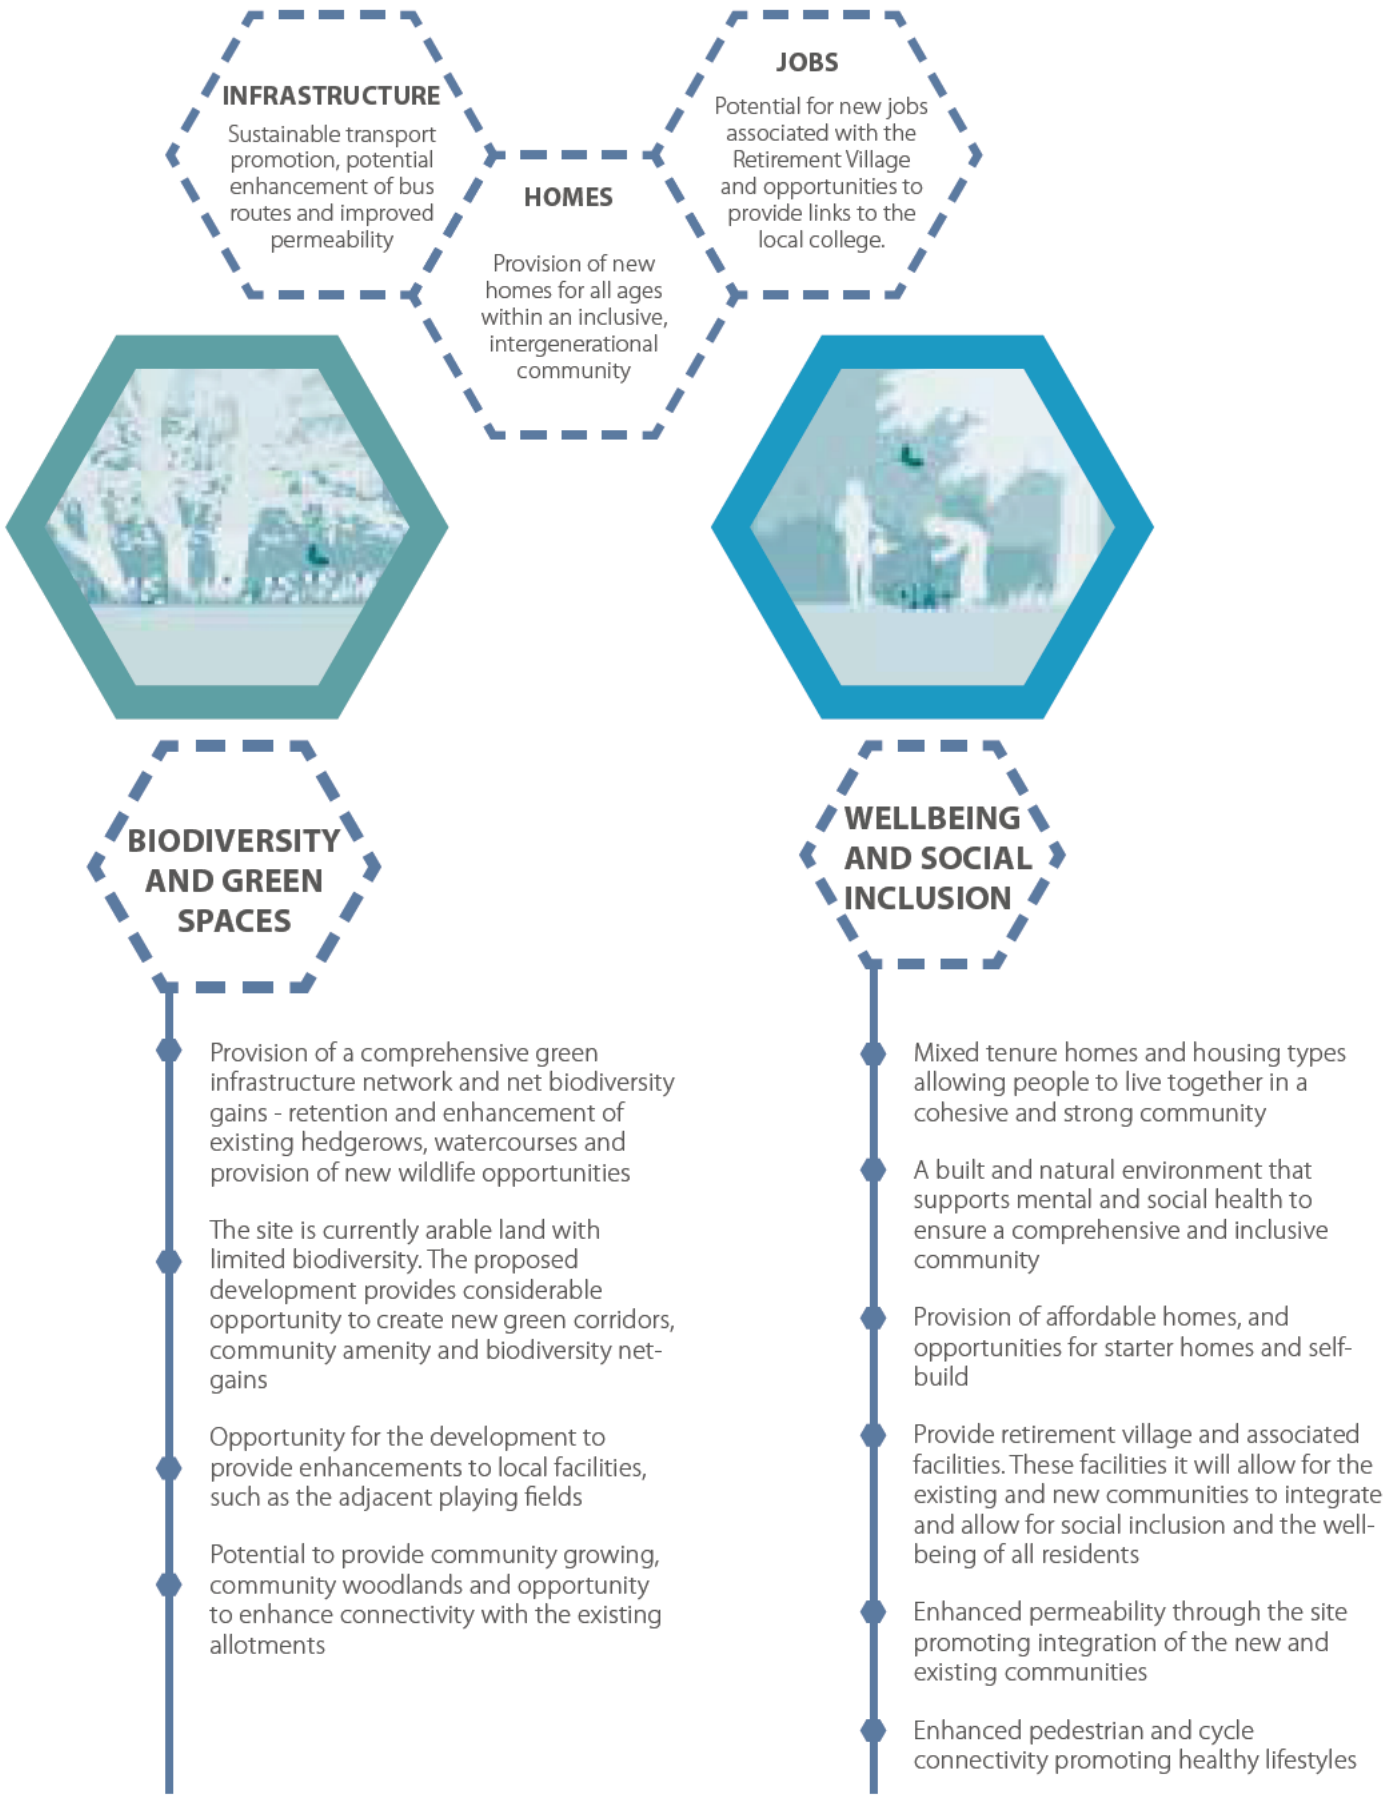 INFRASTRUCTURE
Sustainable transport
promotion, potential
enhancement of bus
routes and improved
permeability
HOMES
Provision of new
homes for all ages
within an inclusive,
intergenerational
community
JOBS
Potential for new jobs
associated with the
Retirement Village
and opportunities to
provide links to the
local college.
BIODIVERSITY
AND GREEN
SPACES
Provision of a comprehensive green
infrastructure network and net biodiversity
gains - retention and enhancement of
existing hedgerows, watercourses and
provision of new wildlife opportunities
The site is currently arable land with
limited biodiversity. The proposed
development provides considerable
opportunity to create new green corridors,
community amenity and biodiversity net-
gains
Opportunity for the development to
provide enhancements to local facilities,
such as the adjacent playing fields
Potential to provide community growing,
community woodlands and opportunity
to enhance connectivity with the existing
allotments
WELLBEING
AND SOCIAL
INCLUSION
Mixed tenure homes and housing types
allowing people to live together in a
cohesive and strong community
A built and natural environment that
supports mental and social health to
ensure a comprehensive and inclusive
community
Provision of affordable homes, and
opportunities for starter homes and self-
build
Provide retirement village and associated
facilities. These facilities it will allow for the
existing and new communities to integrate
and allow for social inclusion and the well-
being of all residents
Enhanced permeability through the site
promoting integration of the new and
existing communities
Enhanced pedestrian and cycle
connectivity promoting healthy lifestyles